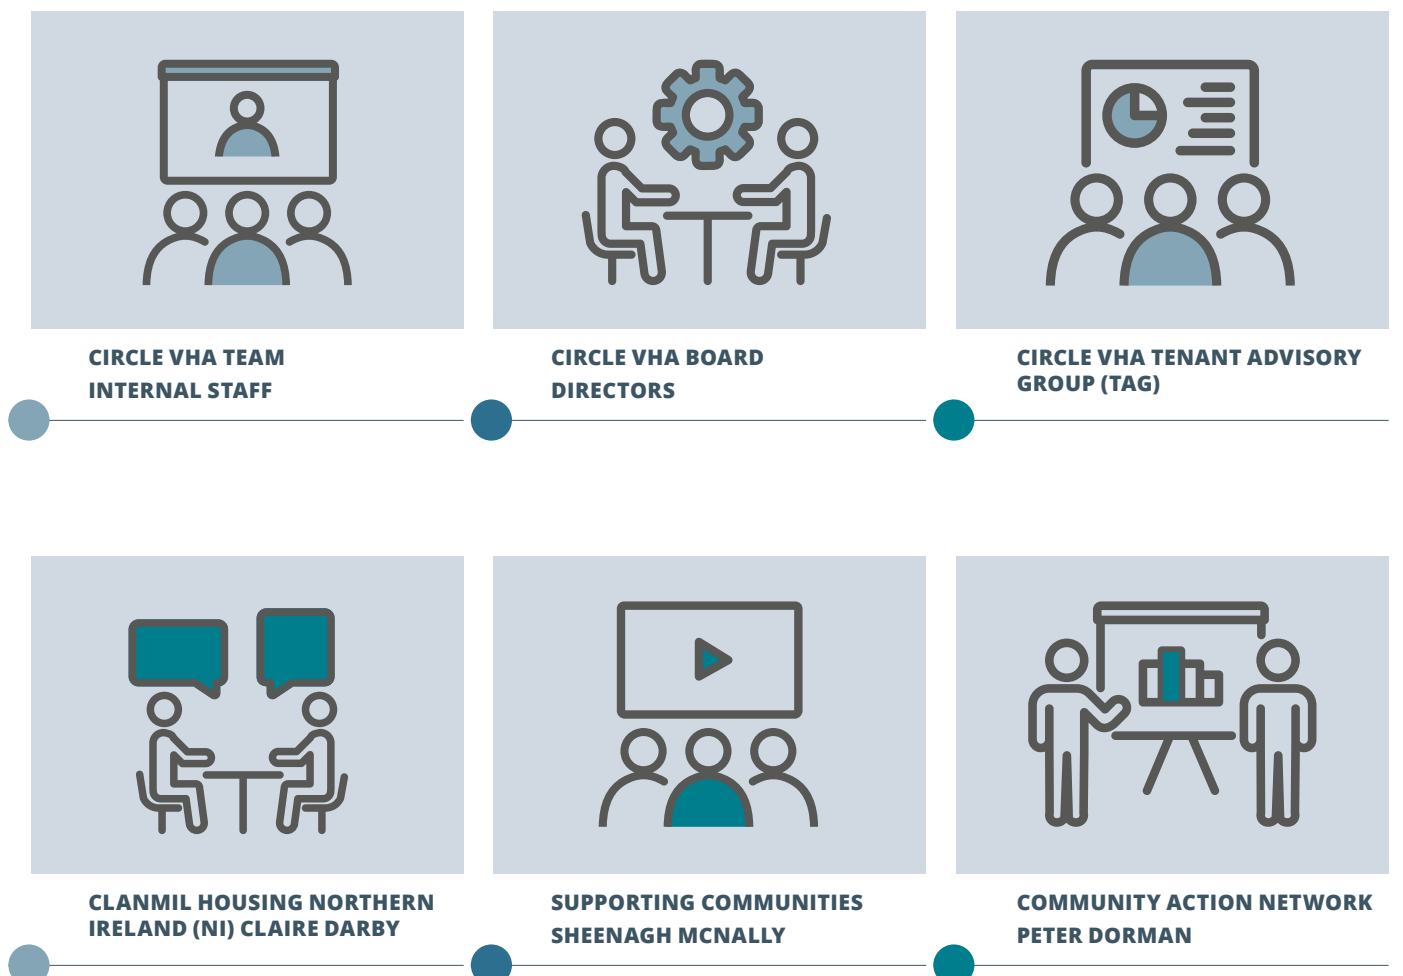 CIRCLE VHA TEAM
INTERNAL STAFF
CIRCLE VHA BOARD
DIRECTORS
CIRCLE VHA TENANT ADVISORY
GROUP (TAG)
CLANMIL HOUSING NORTHERN
IRELAND (NI) CLAIRE DARBY
SUPPORTING COMMUNITIES
SHEENAGH MCNALLY
COMMUNITY ACTION NETWORK
PETER DORMAN